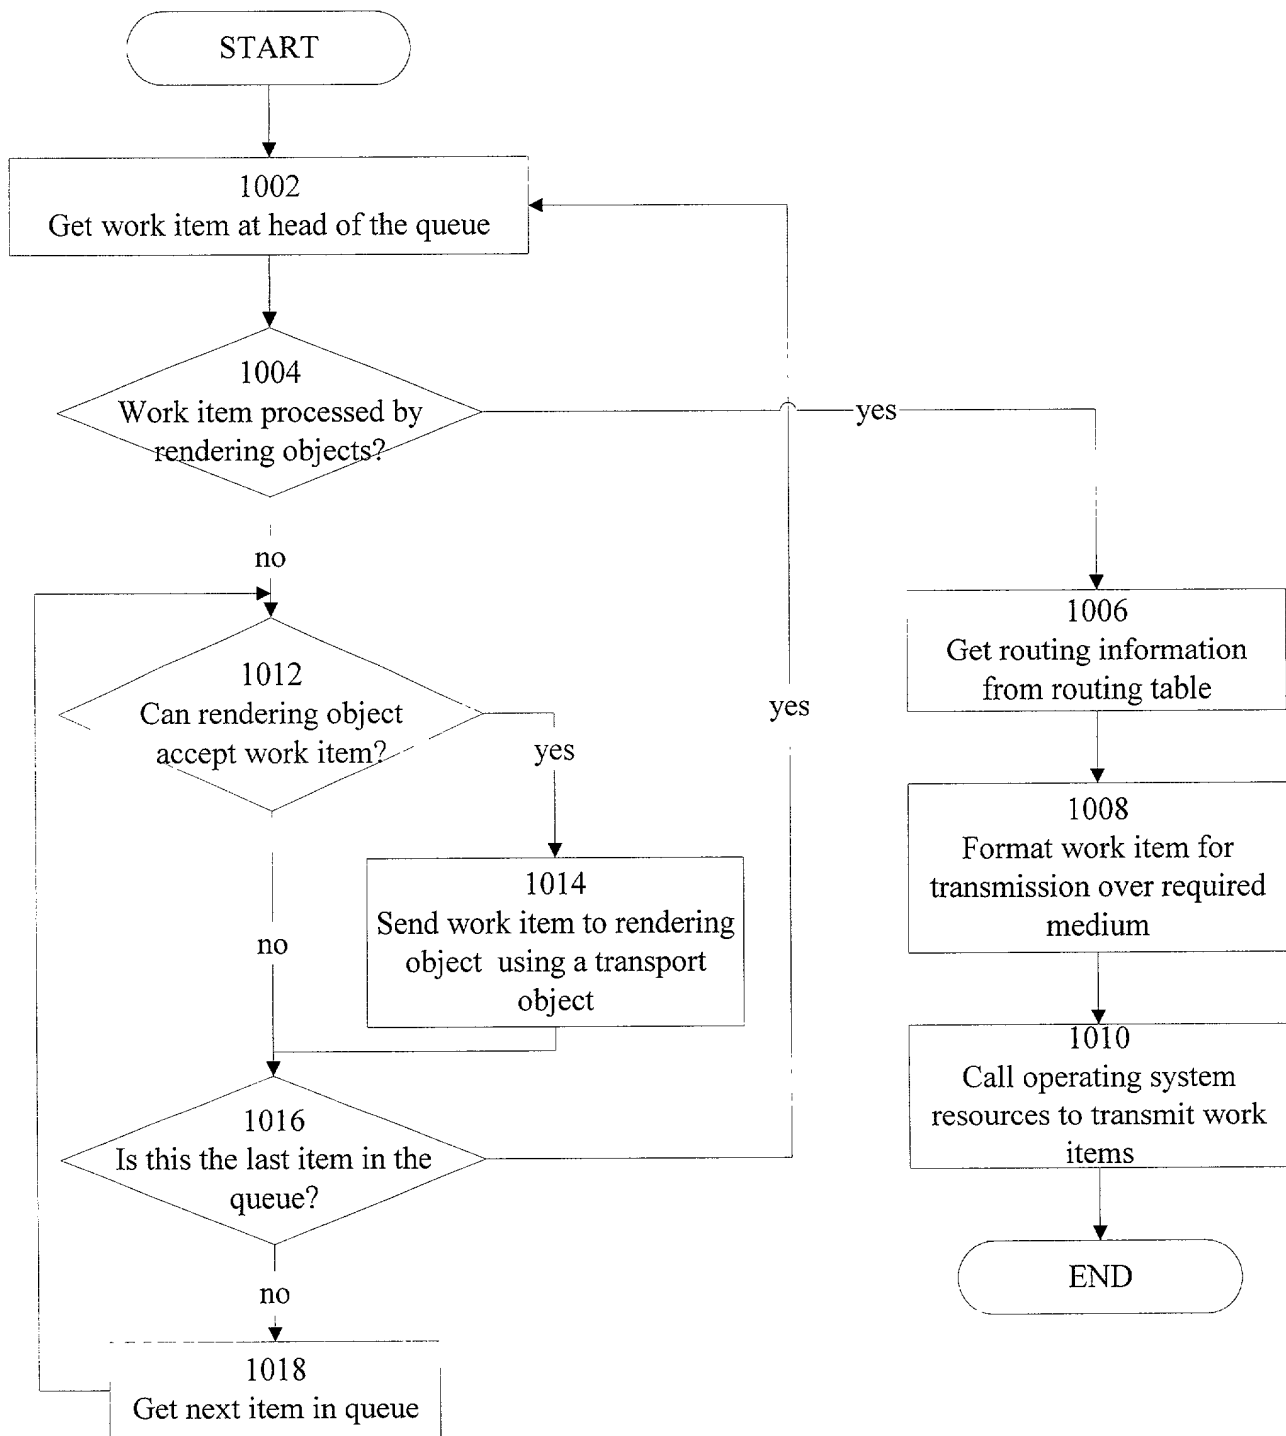 START
1002
Get work item at head of the queue
1004
Work item processed by
rendering objects?
yes
no
1006
Get routing information
from routing table
1012
Can rendering object
accept work item?
yes
yes
1008
Format work item for
transmission over required
medium
1014
Send work item to rendering
object using a transport
object
no
1010
Call operating system
resources to transmit work
items
1016
Is this the last item in the
queue?
END
no
1018
Get next item in queue